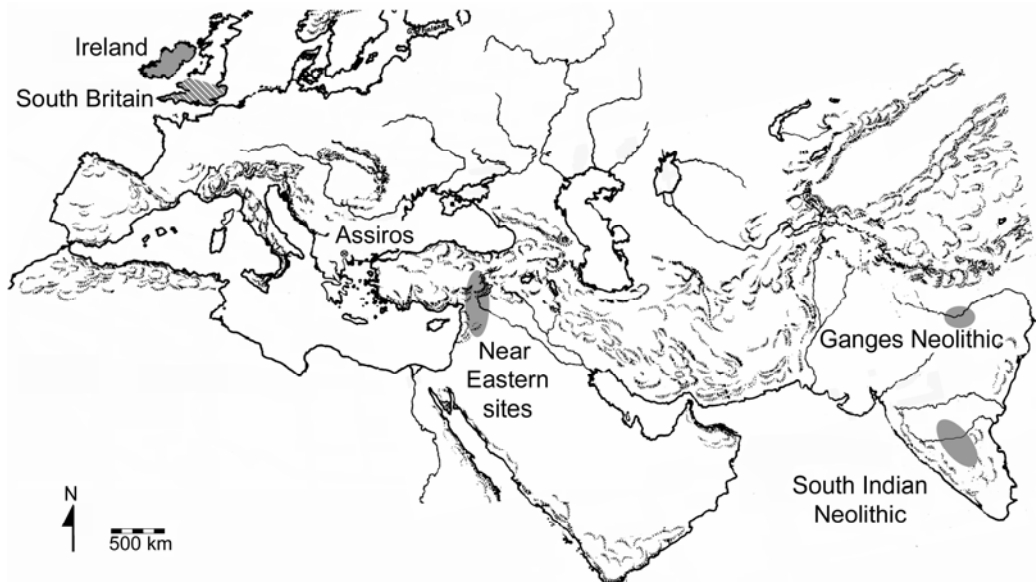 Ireland
South Britain
Assiros
Near
Eastern
sites
Ganges Neolithic
South Indian
Neolithic
N
500 km